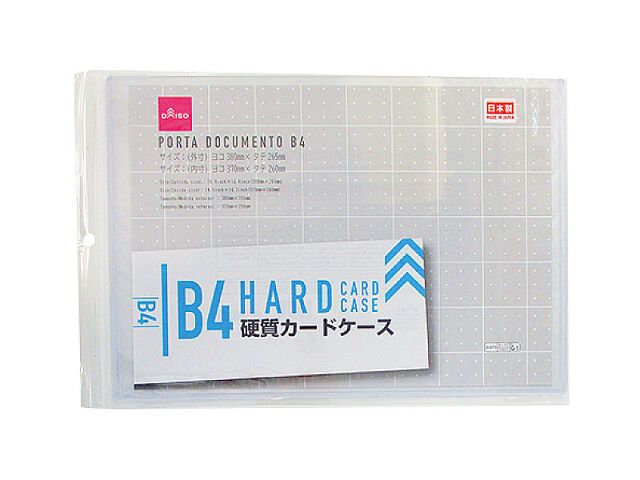 DAISO
日本製
MADE IN JAPAN
PORTA DOCUMENTO B4
サイズ：(外寸) ヨコ 380mm× タテ 265mm
サイズ：(内寸) ヨコ 370mm× タテ 260mm
B4
B4 HARD CARD CASE
硬質カードケース